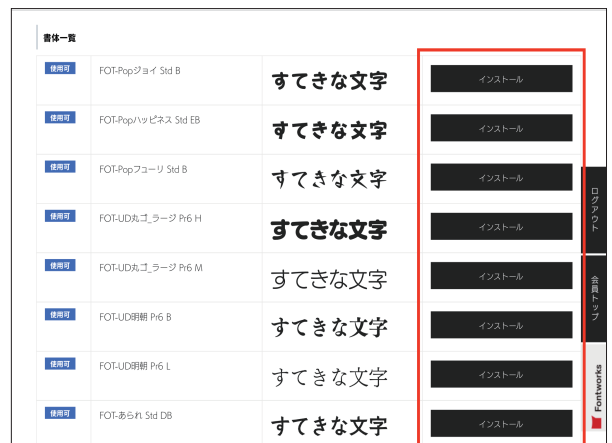 書体一覧
使用可 FOT-Popジョイ Std B すてきな文字 インストール
使用可 FOT-Popハッピネス Std EB すてきな文字 インストール
使用可 FOT-Popフューリ Std B すてきな文字 インストール
使用可 FOT-UD丸ゴ_ラージ Pr6 H すてきな文字 インストール
使用可 FOT-UD丸ゴ_ラージ Pr6 M すてきな文字 インストール
使用可 FOT-UD明朝 Pr6 B すてきな文字 インストール
使用可 FOT-UD明朝 Pr6 L すてきな文字 インストール
使用可 FOT-あられ Std DB すてきな文字 インストール
ログアウト
会員トップ
Fontworks